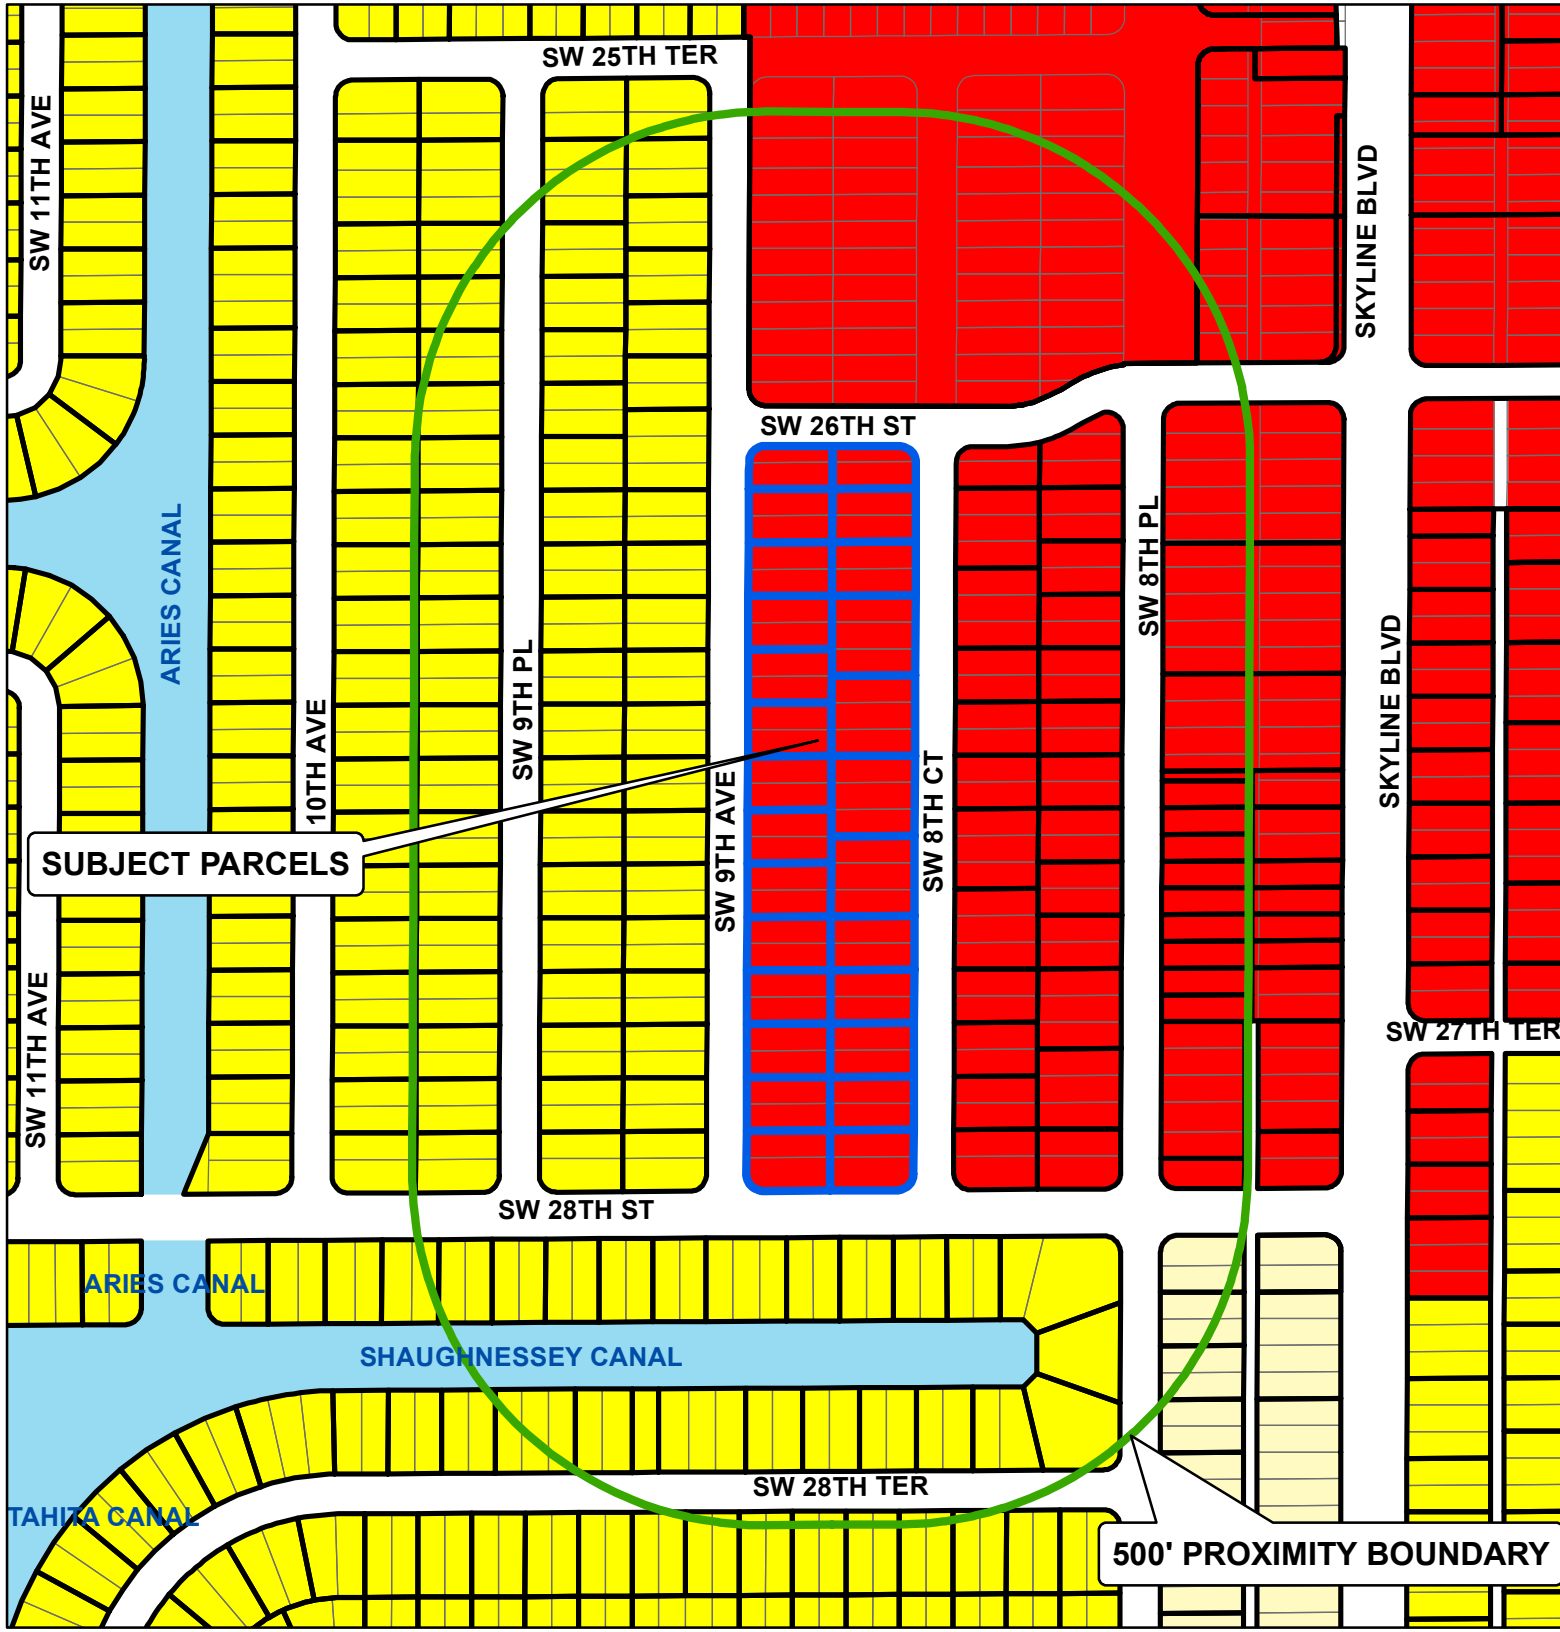 SW 25TH TER
SW 11TH AVE
SKYLINE BLVD
SW 26TH ST
ARIES CANAL
SW 8TH PL
SW 9TH PL
SKYLINE BLVD
10TH AVE
SW 9TH AVE
SW 8TH CT
SUBJECT PARCELS
SW 11TH AVE
SW 27TH TER
SW 28TH ST
ARIES CANAL
SHAUGHNESSEY CANAL
SW 28TH TER
TAHITA CANAL
500' PROXIMITY BOUNDARY